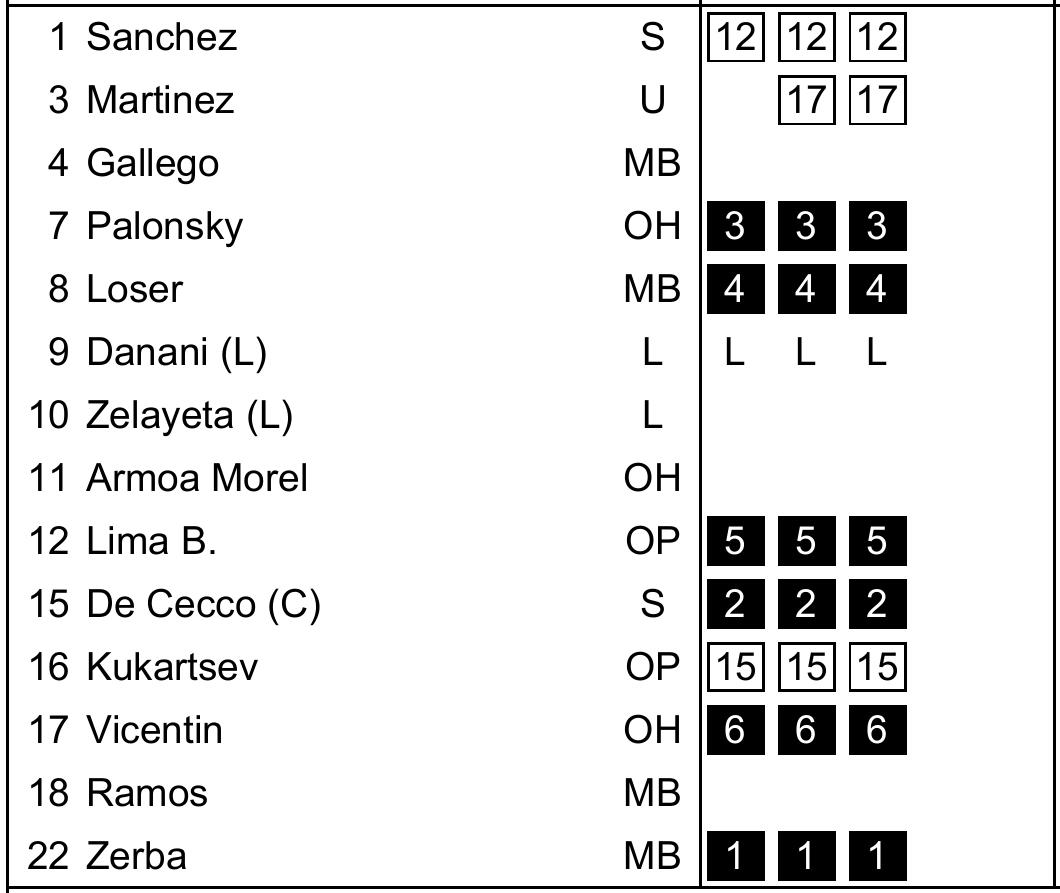 1 Sanchez S 12 12 12
3 Martinez U 17 17
4 Gallego MB
7 Palonsky OH 3 3 3
8 Loser MB 4 4 4
9 Danani (L) L L L L
10 Zelayeta (L) L
11 Armoa Morel OH
12 Lima B. OP 5 5 5
15 De Cecco (C) S 2 2 2
16 Kukartsev OP 15 15 15
17 Vicentin OH 6 6 6
18 Ramos MB
22 Zerba MB 1 1 1